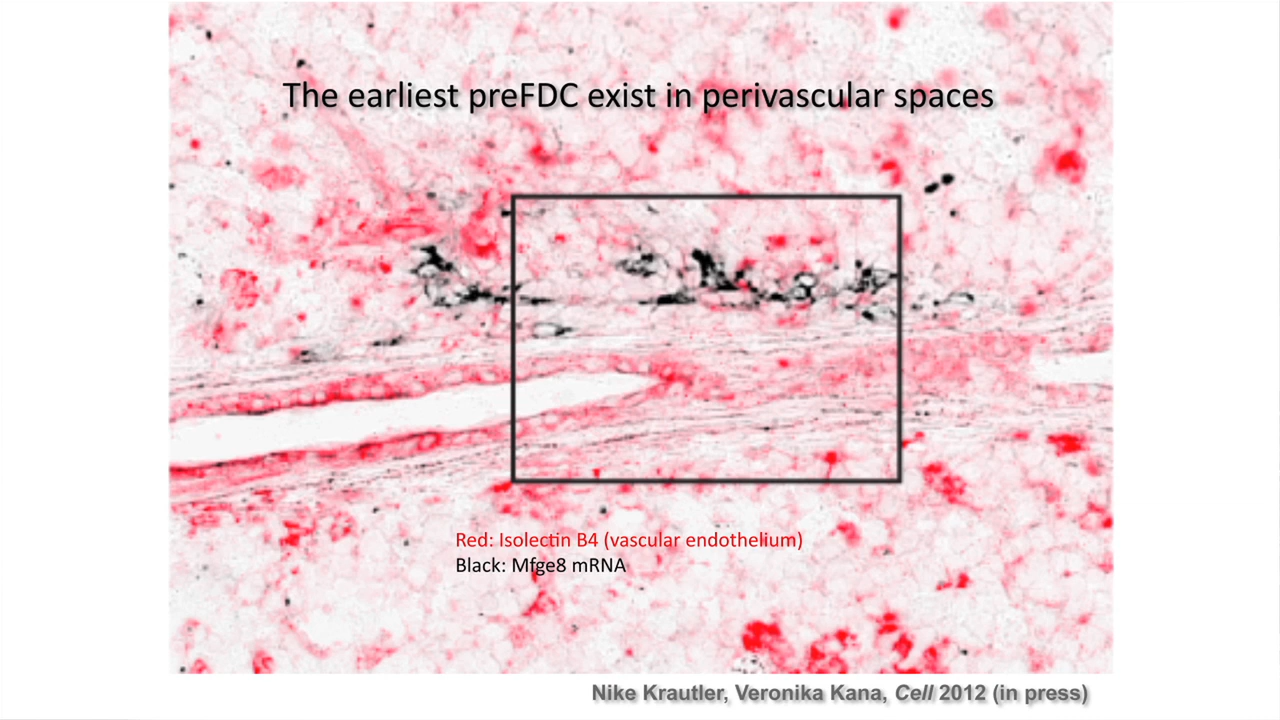 The earliest preFDC exist in perivascular spaces
Red: Isolectin B4 (vascular endothelium)
Black: Mfge8 mRNA
Nike Krautler, Veronika Kana, Cell 2012 (in press)